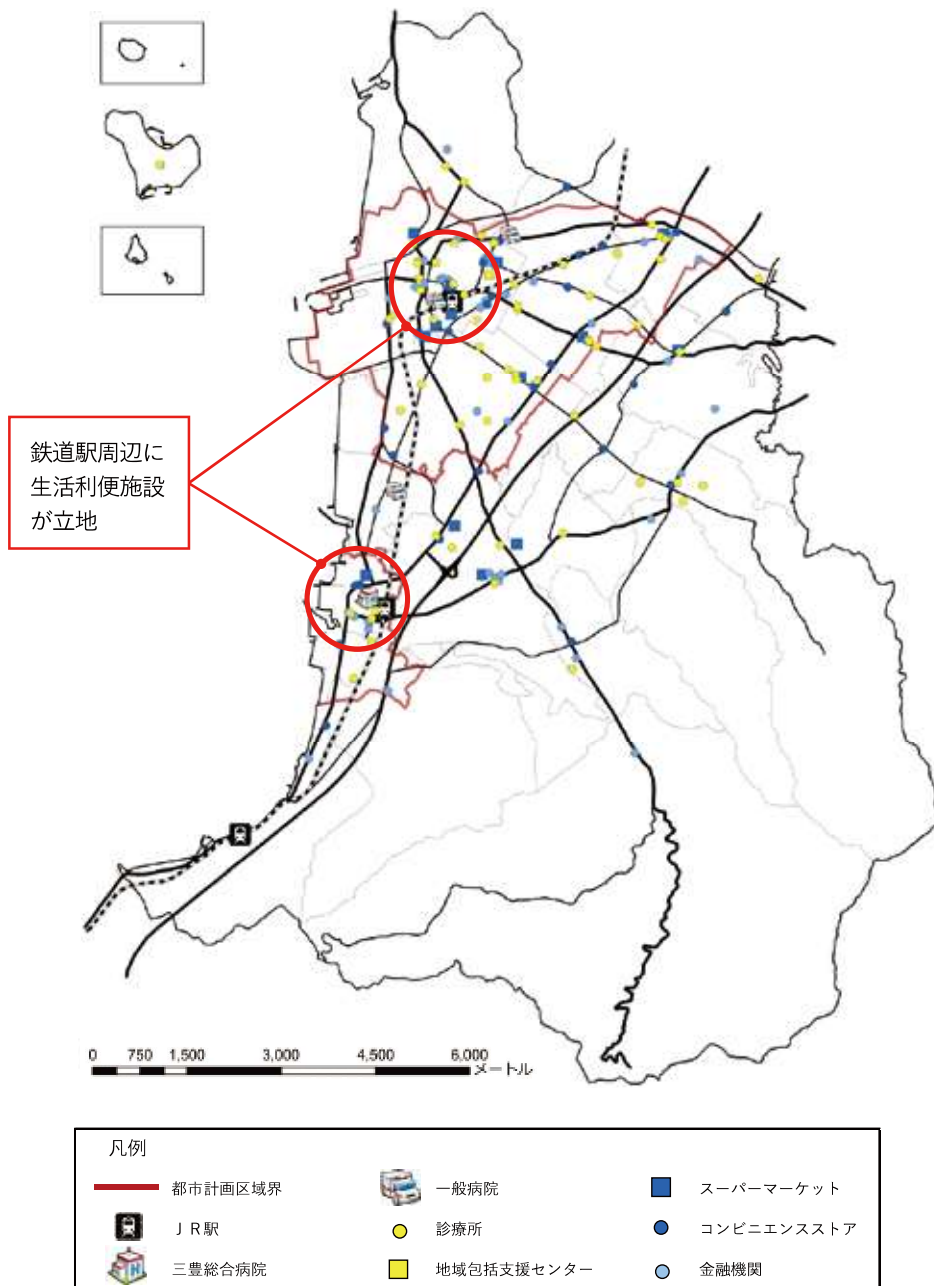 鉄道駅周辺に
生活利便施設
が立地
0 750 1,500 3,000 4,500 6,000
メートル
凡例
都市計画区域界 一般病院 スーパーマーケット
ＪＲ駅 診療所 コンビニエンスストア
三豊総合病院 地域包括支援センター 金融機関